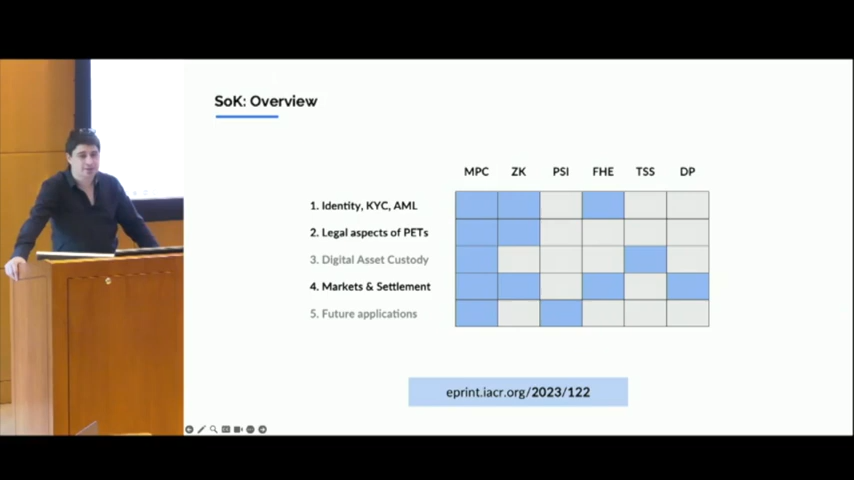 SoK: Overview
MPC ZK PSI FHE TSS DP
1. Identity, KYC, AML
2. Legal aspects of PETs
3. Digital Asset Custody
4. Markets & Settlement
5. Future applications
eprint.iacr.org/2023/122